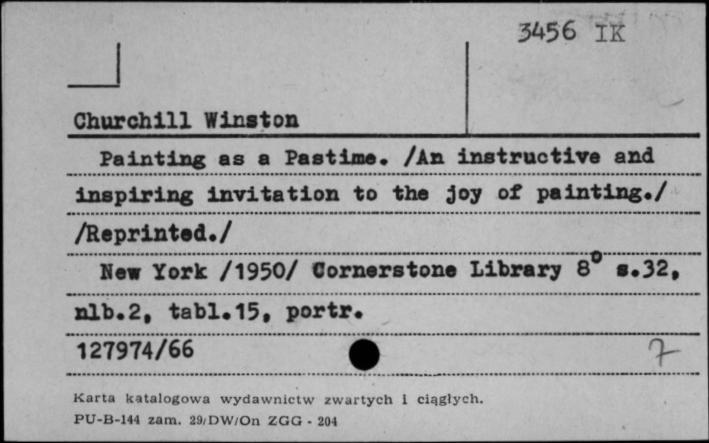 3456 IK
Churchill Winston
Painting as a Pastime. /An instructive and
inspiring invitation to the joy of painting./
/Reprinted./
New York /1950/ Cornerstone Library 8° s.32,
nlb.2, tabl.15, portr.
127974/66
7
Karta katalogowa wydawnictw zwartych i ciągłych.
PU-B-144 zam. 29/DW/On ZGG - 204